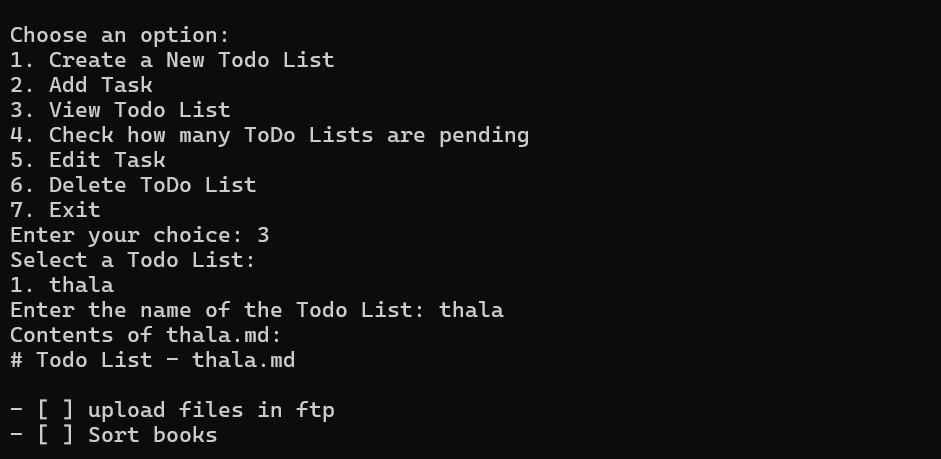 Choose an option:
1. Create a New Todo List
2. Add Task
3. View Todo List
4. Check how many ToDo Lists are pending
5. Edit Task
6. Delete ToDo List
7. Exit
Enter your choice: 3
Select a Todo List:
1. thala
Enter the name of the Todo List: thala
Contents of thala.md:
# Todo List - thala.md

- [ ] upload files in ftp
- [ ] Sort books